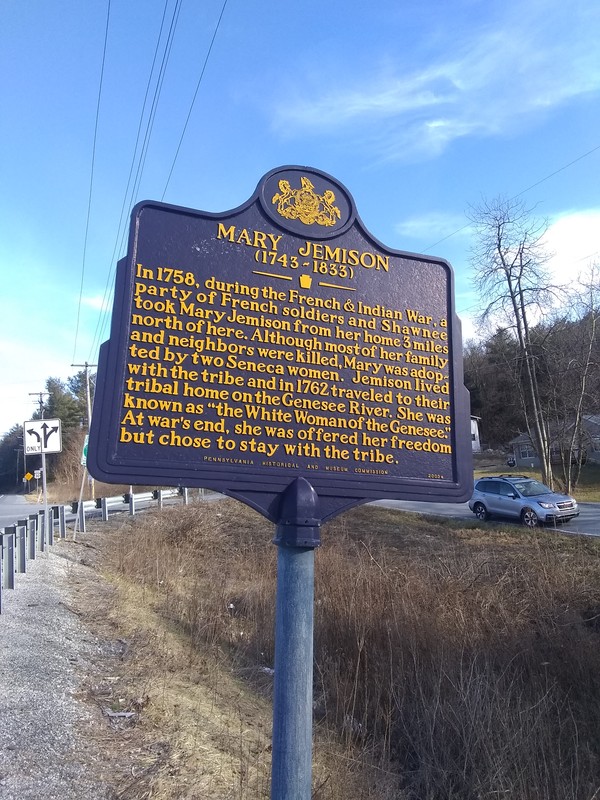 MARY JEMISON
(1743-1833)
In 1758, during the French & Indian War, a
party of French soldiers and Shawnee
took Mary Jemison from her home 3 miles
north of here. Although most of her family
and neighbors were killed, Mary was adop-
ted by two Seneca women. Jemison lived
with the tribe and in 1762 traveled to their
tribal home on the Genesee River. She was
known as "the White Woman of the Genesee."
At war's end, she was offered her freedom
but chose to stay with the tribe.
PENNSYLVANIA HISTORICAL AND MUSEUM COMMISSION
ONLY